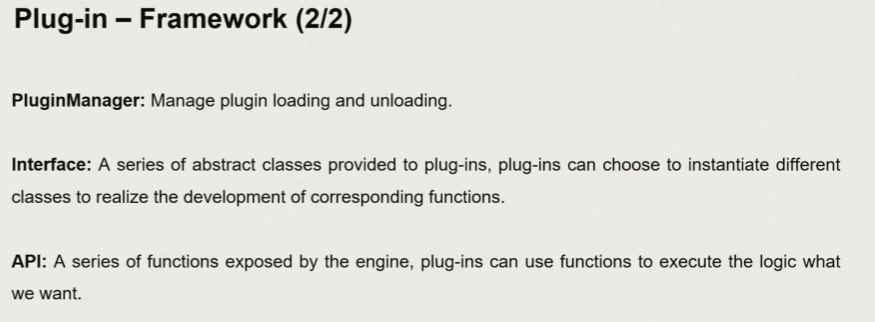 Plug-in – Framework (2/2)
PluginManager: Manage plugin loading and unloading.
Interface: A series of abstract classes provided to plug-ins, plug-ins can choose to instantiate different
classes to realize the development of corresponding functions.
API: A series of functions exposed by the engine, plug-ins can use functions to execute the logic what
we want.